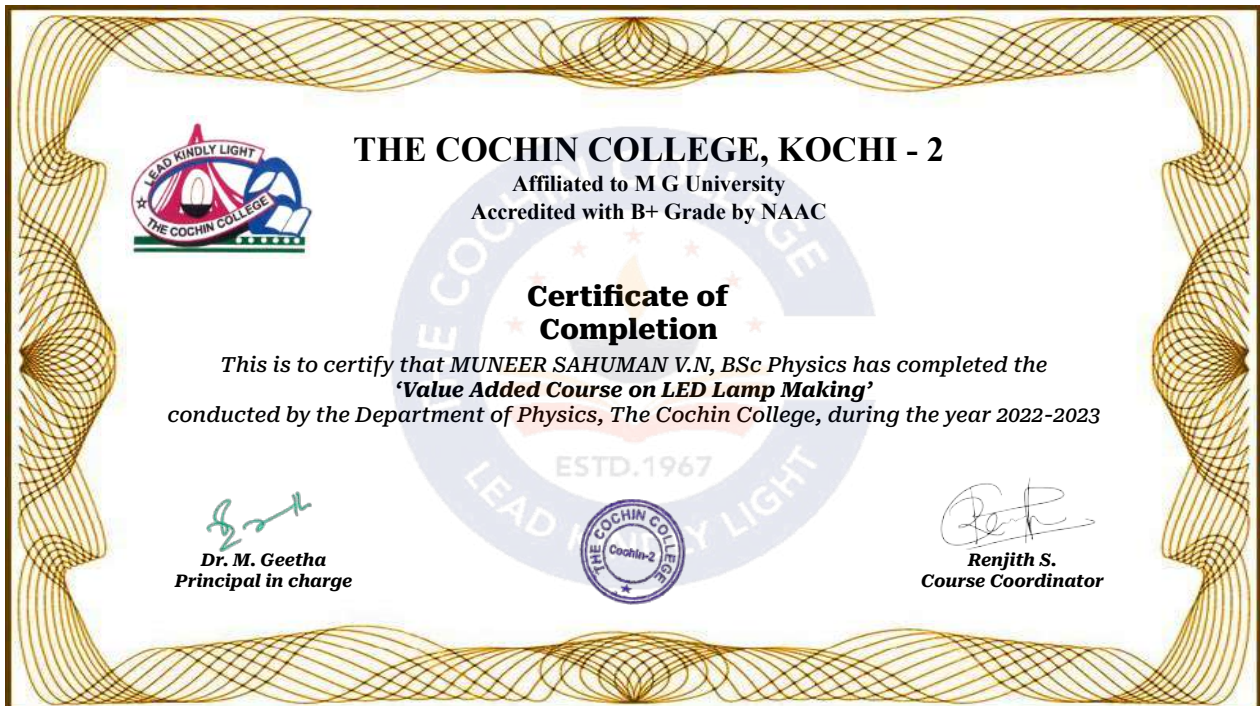 LEAD KINDLY LIGHT
THE COCHIN COLLEGE
THE COCHIN COLLEGE, KOCHI - 2
Affiliated to M G University
Accredited with B+ Grade by NAAC
THE COCHIN COLLEGE
Certificate of
Completion
This is to certify that MUNEER SAHUMAN V.N, BSc Physics has completed the
‘Value Added Course on LED Lamp Making’
conducted by the Department of Physics, The Cochin College, during the year 2022-2023
ESTD.1967
LEAD KINDLY LIGHT
Dr. M. Geetha
Principal in charge
THE COCHIN COLLEGE
Cochin-2
Renjith S.
Course Coordinator